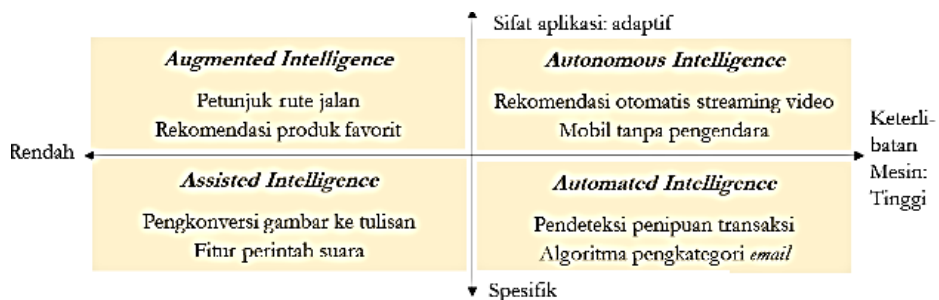 Sifat aplikasi: adaptif
Augmented Intelligence
Petunjuk rute jalan
Rekomendasi produk favorit
Autonomous Intelligence
Rekomendasi otomatis streaming video
Mobil tanpa pengendara
Rendah
Keterli-
batan
Mesin:
Tinggi
Assisted Intelligence
Pengkonversi gambar ke tulisan
Fitur perintah suara
Automated Intelligence
Pendeteksi penipuan transaksi
Algoritma pengkategori email
Spesifik